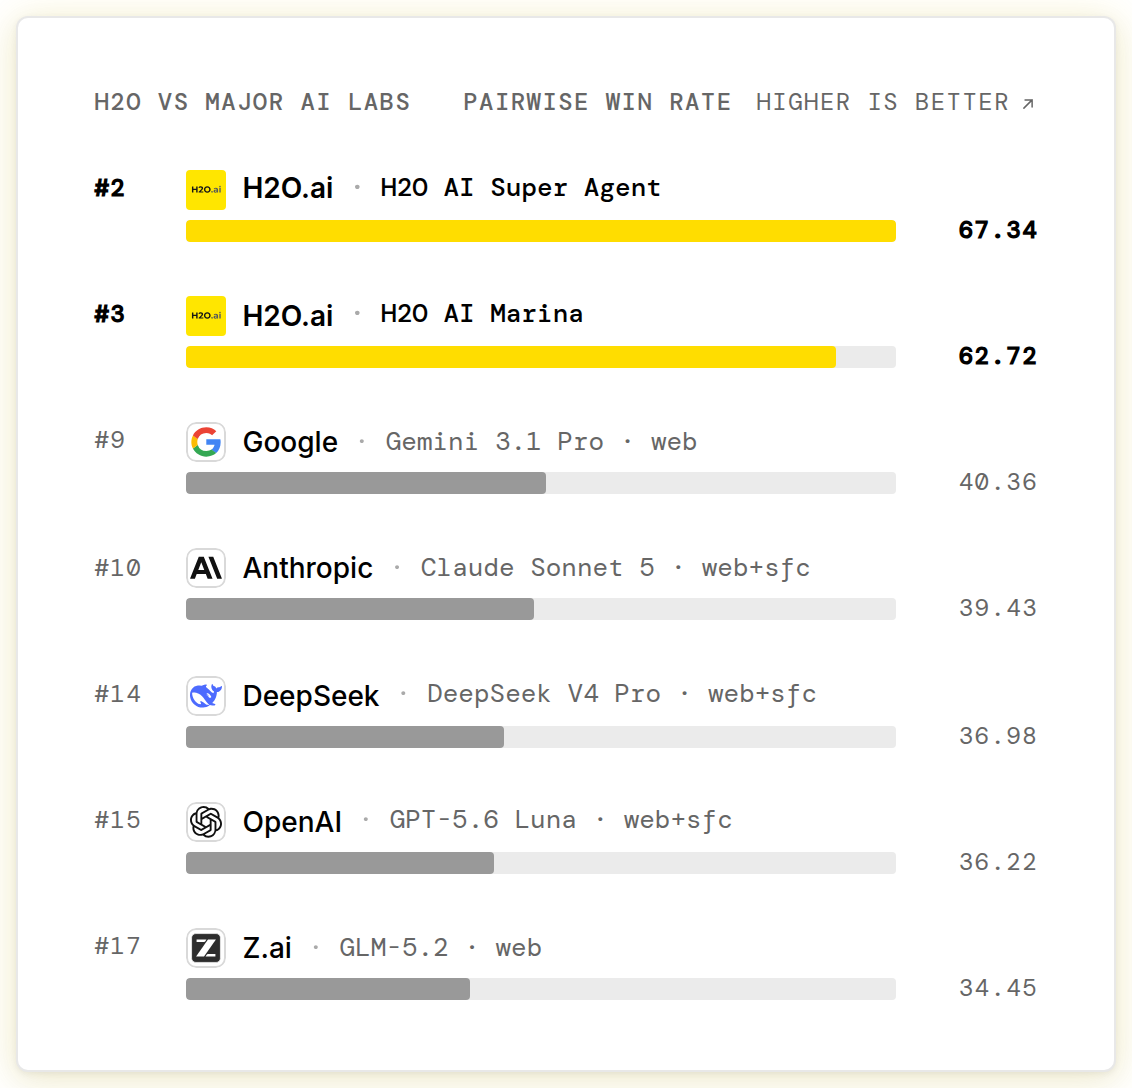 H2O VS MAJOR AI LABS PAIRWISE WIN RATE HIGHER IS BETTER ↗
#2 H2O.ai H2O.ai · H2O AI Super Agent
67.34
#3 H2O.ai H2O.ai · H2O AI Marina
62.72
#9 Google · Gemini 3.1 Pro · web
40.36
#10 Anthropic · Claude Sonnet 5 · web+sfc
39.43
#14 DeepSeek · DeepSeek V4 Pro · web+sfc
36.98
#15 OpenAI · GPT-5.6 Luna · web+sfc
36.22
#17 Z.ai · GLM-5.2 · web
34.45